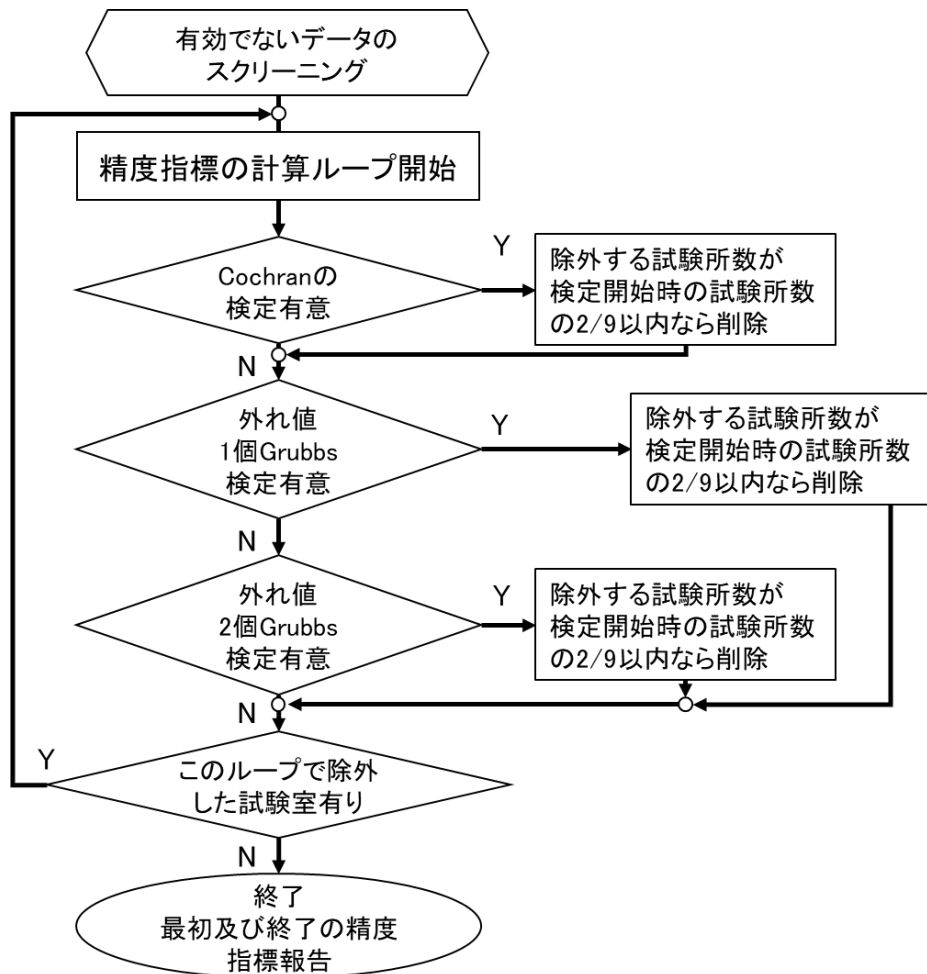 有効でないデータの
スクリーニング
精度指標の計算ループ開始
Cochranの
検定有意
Y
除外する試験所数が
検定開始時の試験所数
の2/9以内なら削除
N
外れ値
1個Grubbs
検定有意
Y
除外する試験所数が
検定開始時の試験所数
の2/9以内なら削除
N
外れ値
2個Grubbs
検定有意
Y
除外する試験所数が
検定開始時の試験所数
の2/9以内なら削除
N
Y
このループで除外
した試験室有り
N
終了
最初及び終了の精度
指標報告